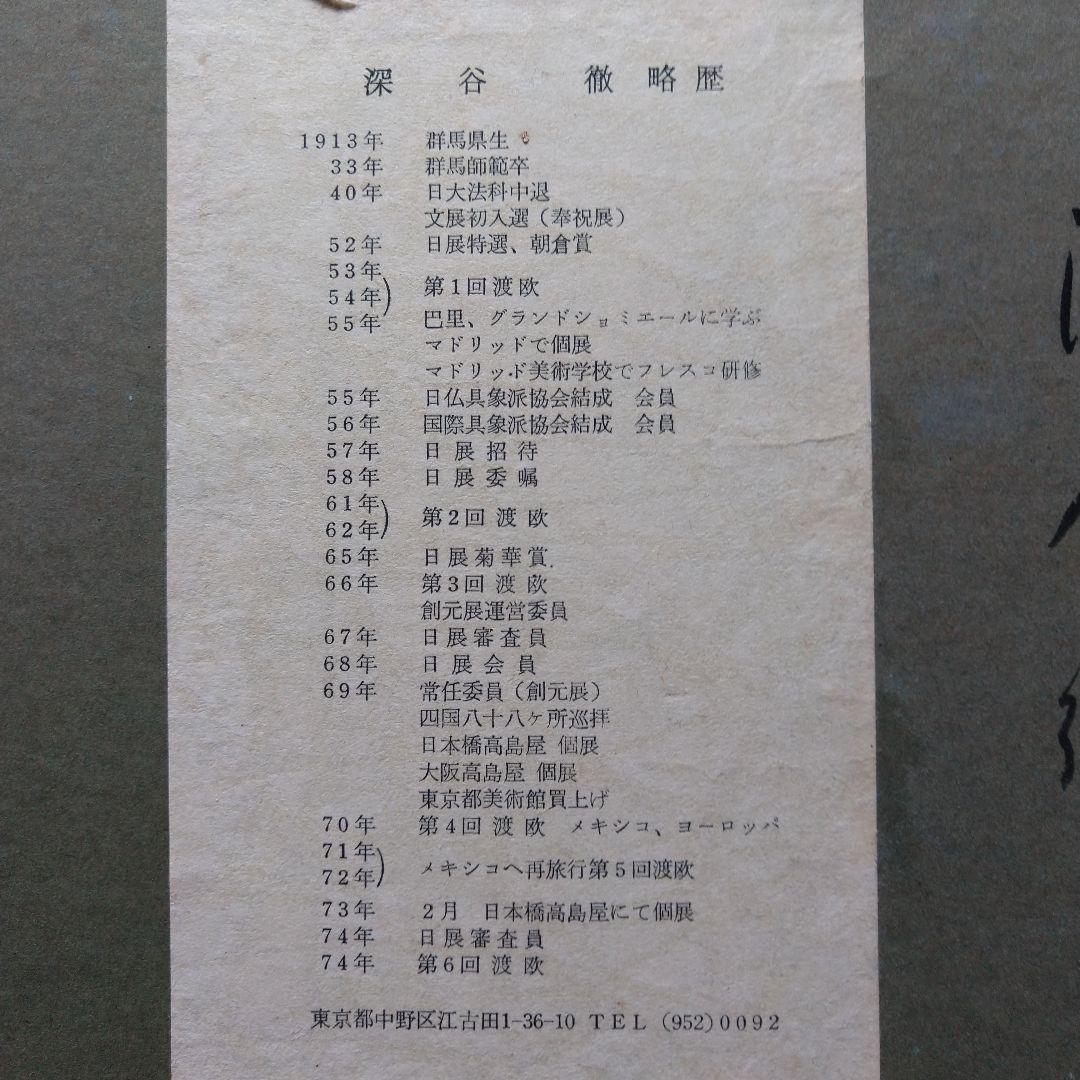 深谷 徹 略歴
1913年 群馬県生
33年 群馬師範卒
40年 日大法科中退
文展初入選（奉祝展）
52年 日展特選、朝倉賞
53年
54年) 第1回渡欧
55年 巴里、グランドショミエールに学ぶ
マドリッドで個展
マドリッド美術学校でフレスコ研修
55年 日仏具象派協会結成 会員
56年 国際具象派協会結成 会員
57年 日展招待
58年 日展委嘱
61年
62年) 第2回渡欧
65年 日展菊華賞
66年 第3回渡欧
創元展運営委員
67年 日展審査員
68年 日展会員
69年 常任委員（創元展）
四国八十八ヶ所巡拝
日本橋高島屋 個展
大阪高島屋 個展
東京都美術館買上げ
70年 第4回渡欧 メキシコ、ヨーロッパ
71年
72年) メキシコへ再旅行第5回渡欧
73年 2月 日本橋高島屋にて個展
74年 日展審査員
74年 第6回渡欧
東京都中野区江古田1-36-10 TEL (952)0092